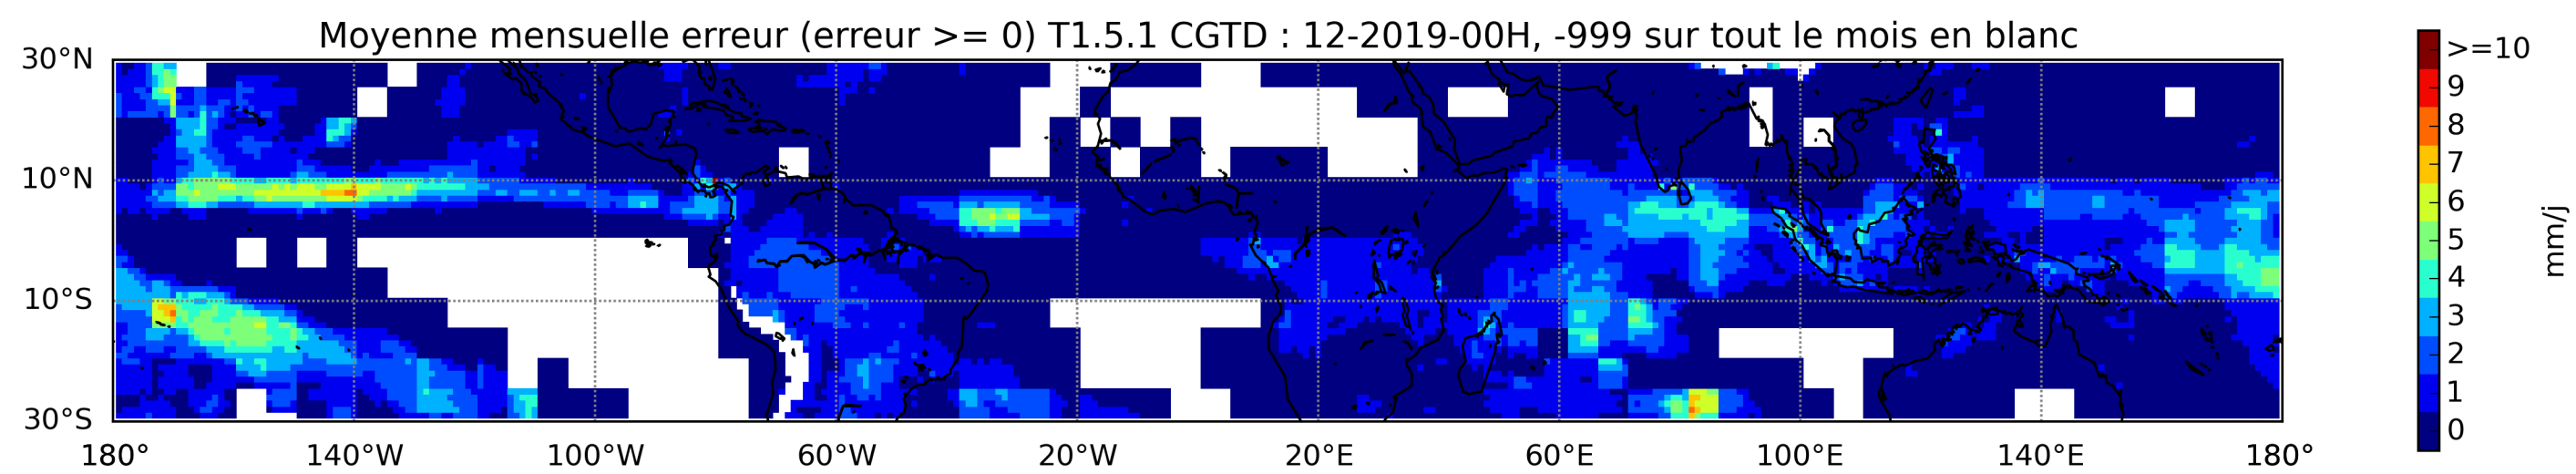 Moyenne mensuelle erreur (erreur >= 0) T1.5.1 CGTD : 12-2019-00H, -999 sur tout le mois en blanc
30°N
10°N
10°S
30°S
180° 140°W 100°W 60°W 20°W 20°E 60°E 100°E 140°E 180°
>=10
9
8
7
6
5
4
3
2
1
0
mm/j